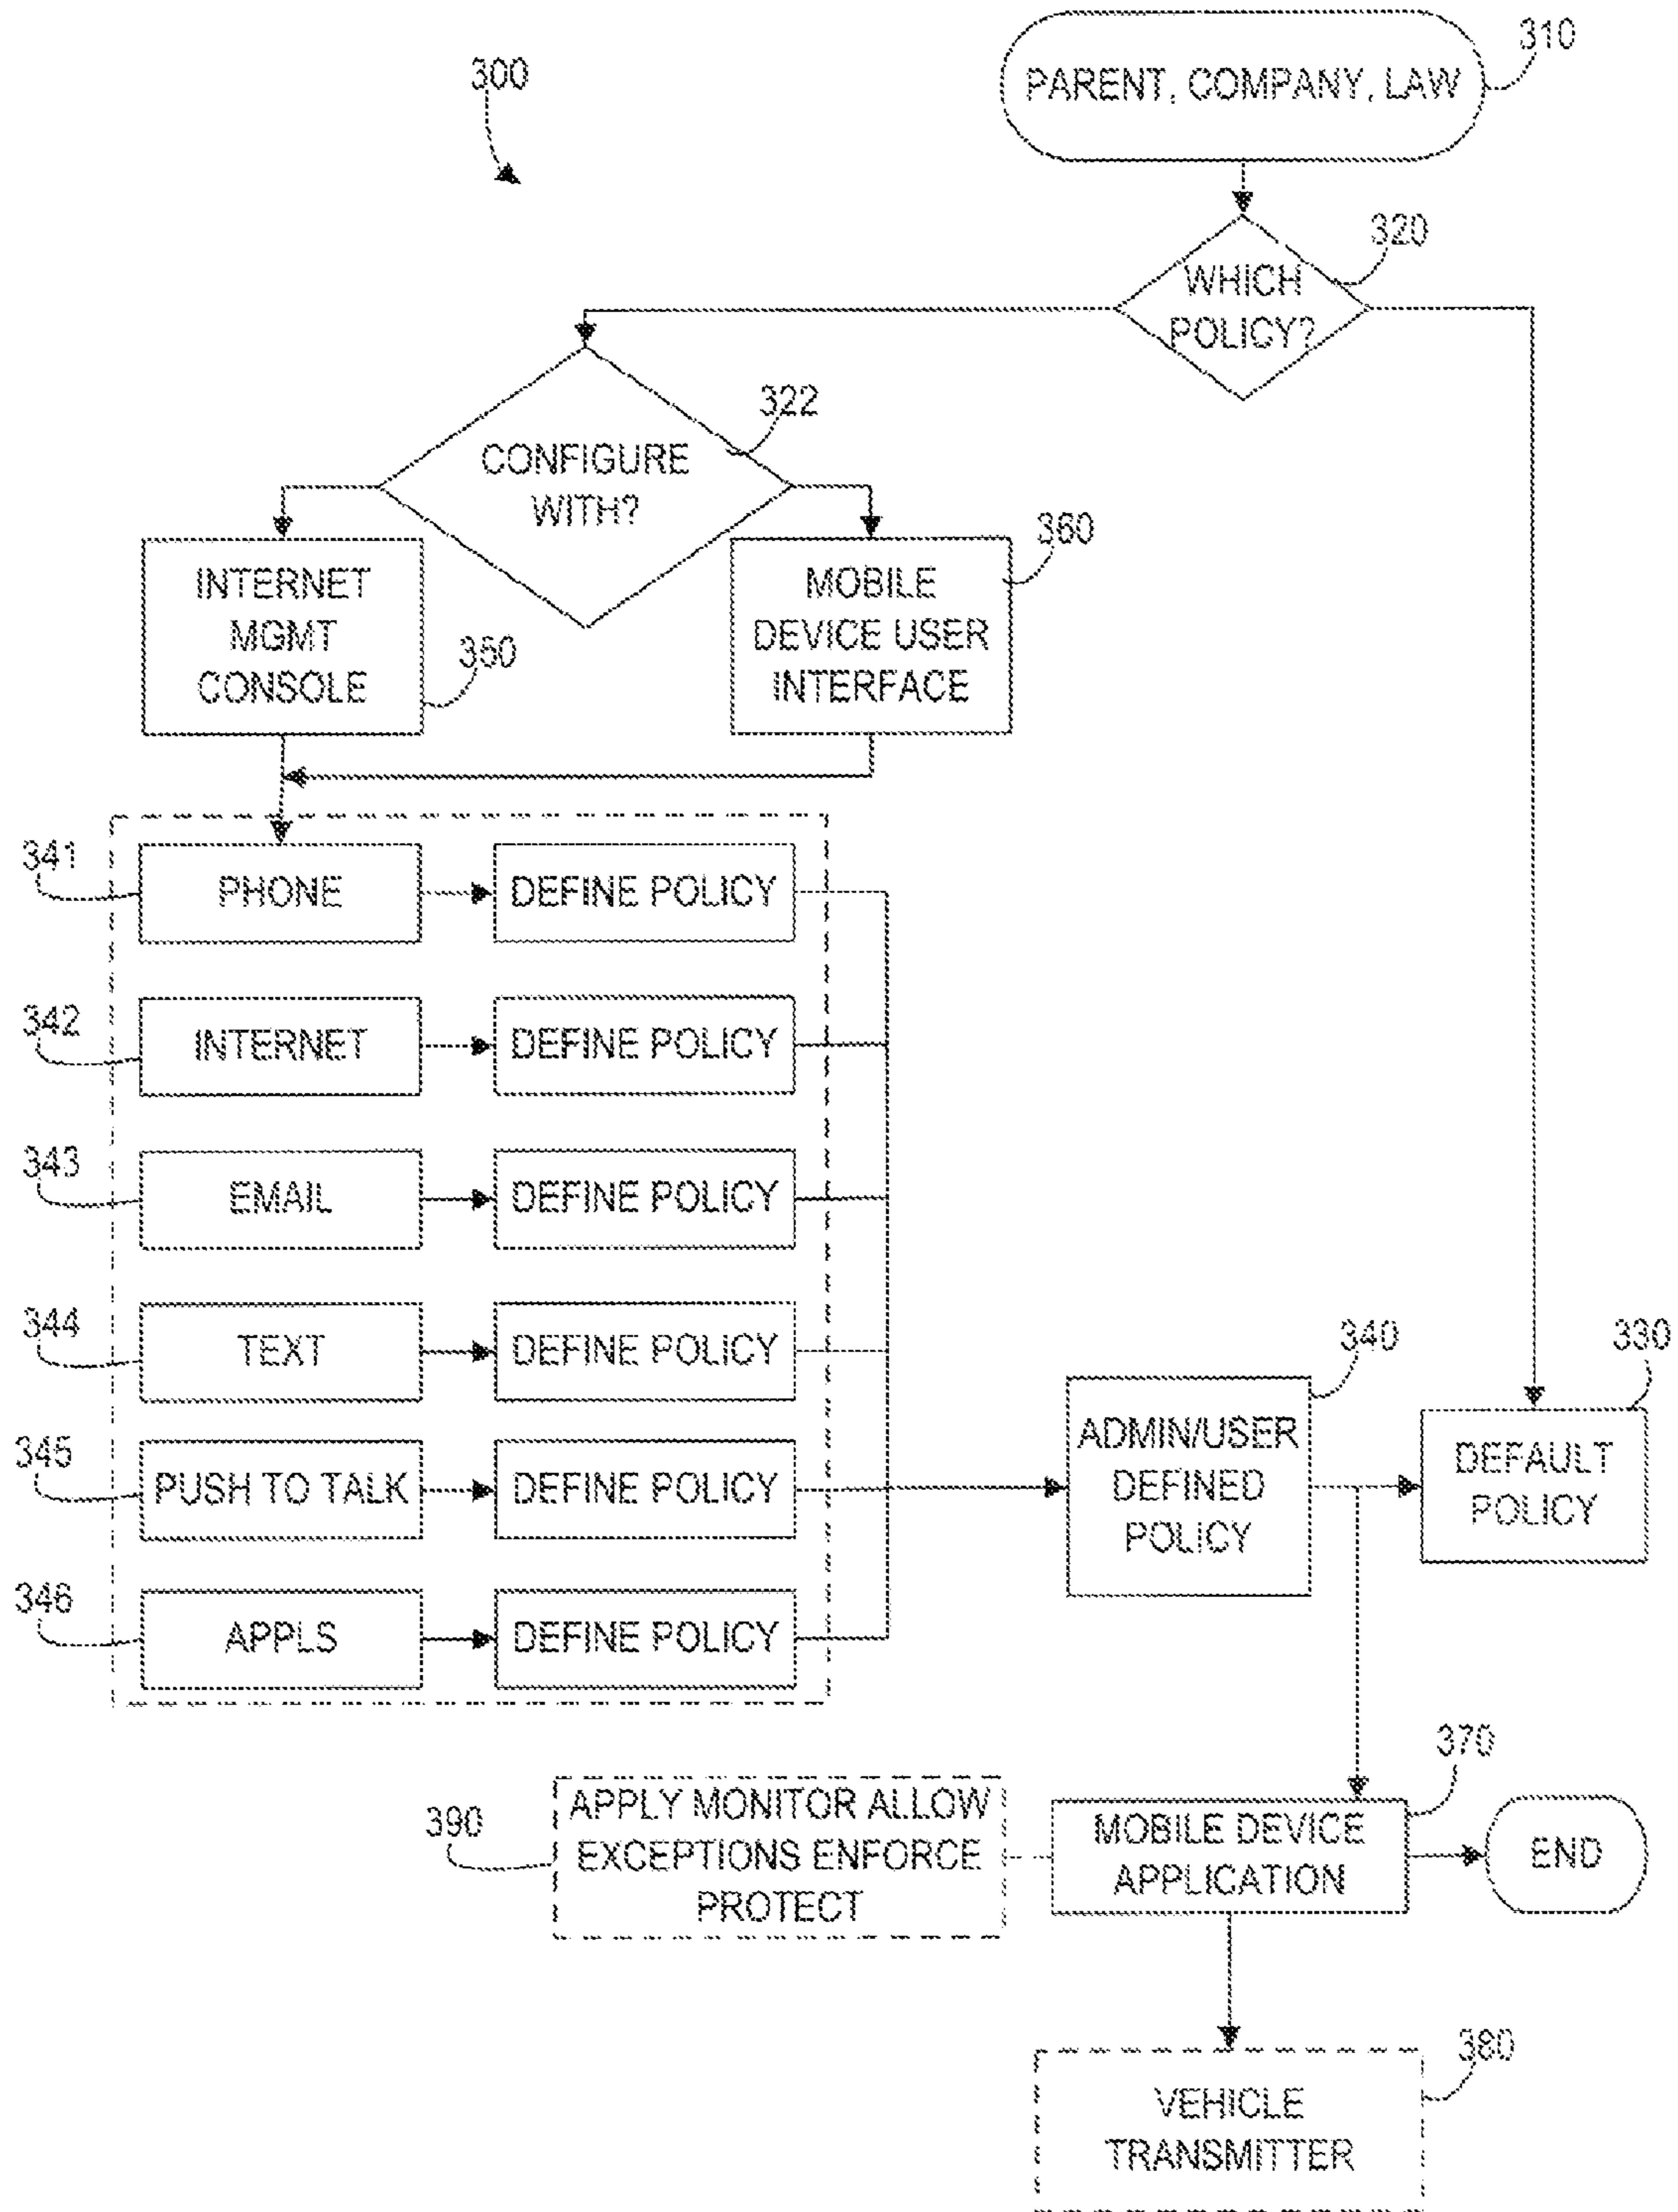 300
310
PARENT, COMPANY, LAW
320
WHICH
POLICY?
322
CONFIGURE
WITH?
INTERNET
MGMT
CONSOLE
350
360
MOBILE
DEVICE USER
INTERFACE
341
PHONE
DEFINE POLICY
342
INTERNET
DEFINE POLICY
343
EMAIL
DEFINE POLICY
344
TEXT
DEFINE POLICY
345
PUSH TO TALK
DEFINE POLICY
346
APPLS
DEFINE POLICY
340
ADMIN/USER
DEFINED
POLICY
330
DEFAULT
POLICY
390
APPLY MONITOR ALLOW
EXCEPTIONS ENFORCE
PROTECT
370
MOBILE DEVICE
APPLICATION
END
380
VEHICLE
TRANSMITTER